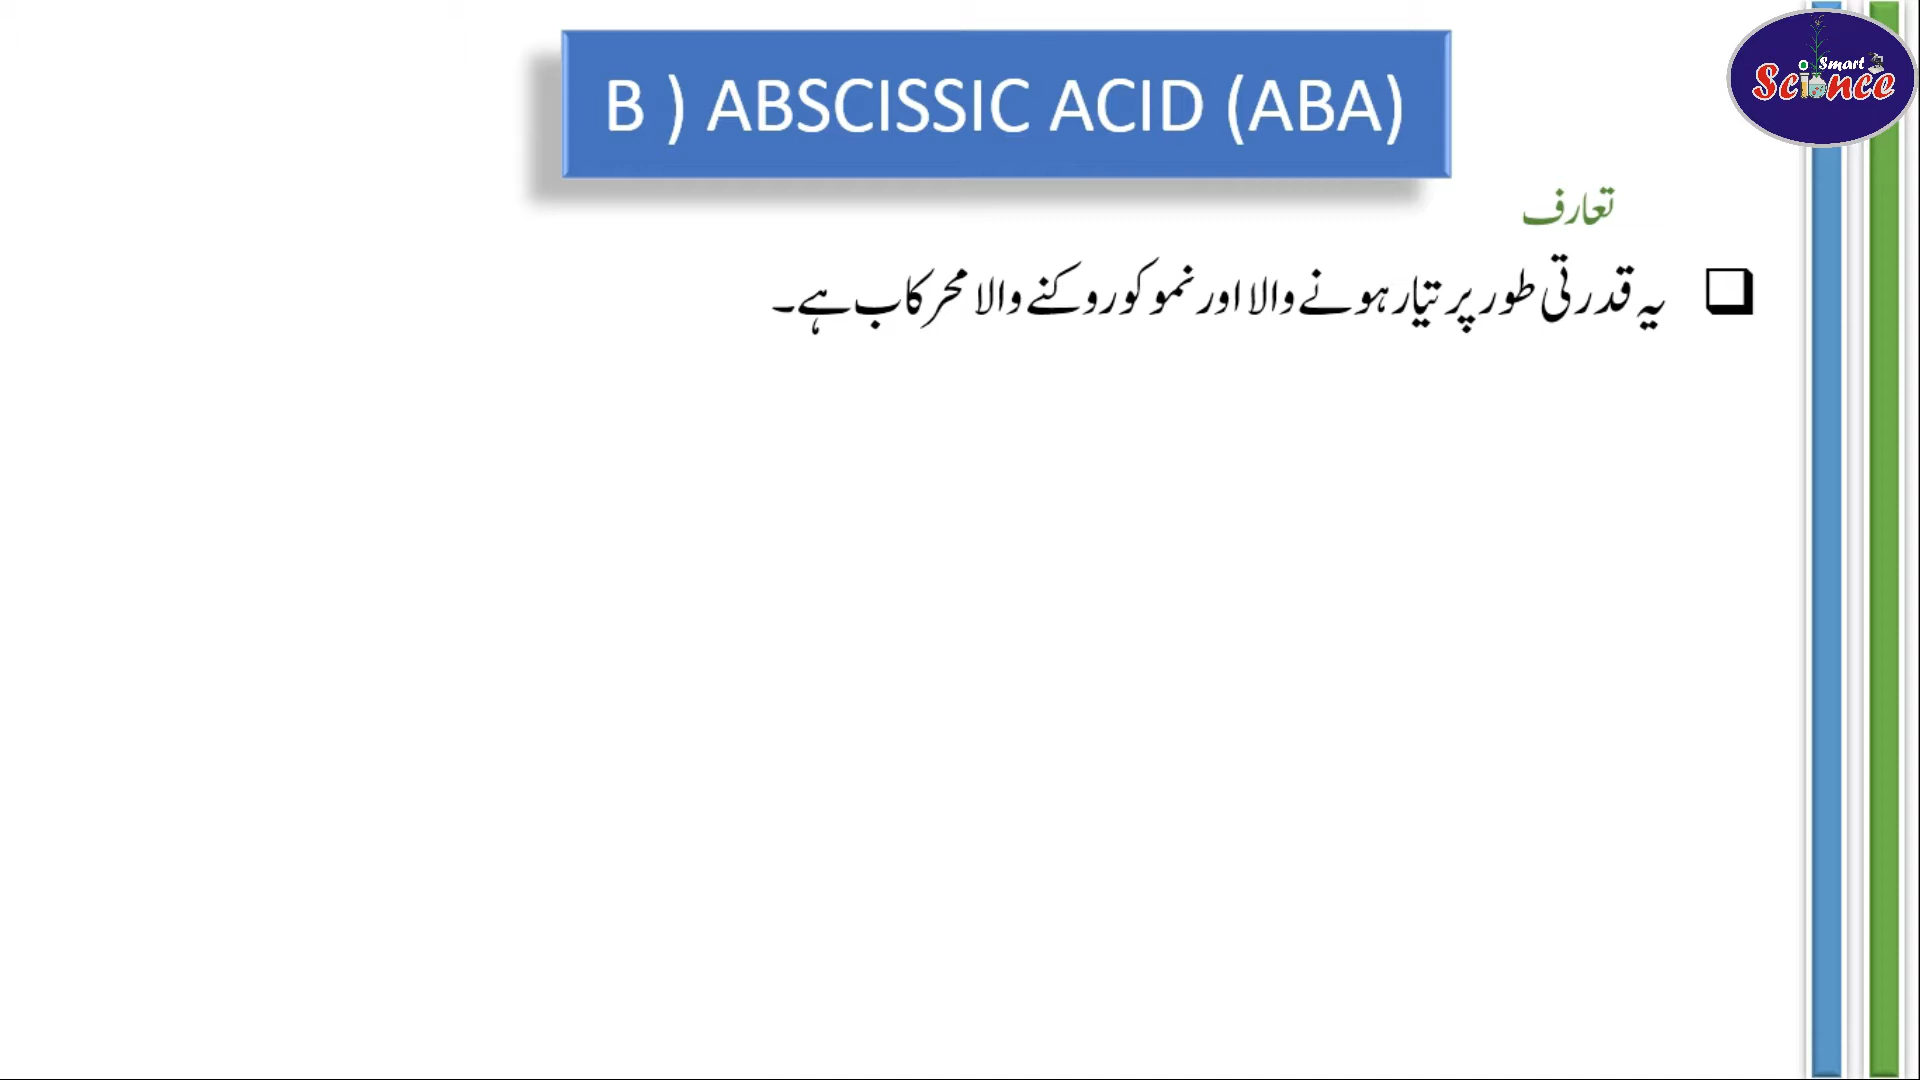 B ) ABSCISSIC ACID (ABA)
Smart
Science
تعارف
یہ قدرتی طور پر تیار ہونے والا اور نمو کو روکنے والا محرکاب ہے۔